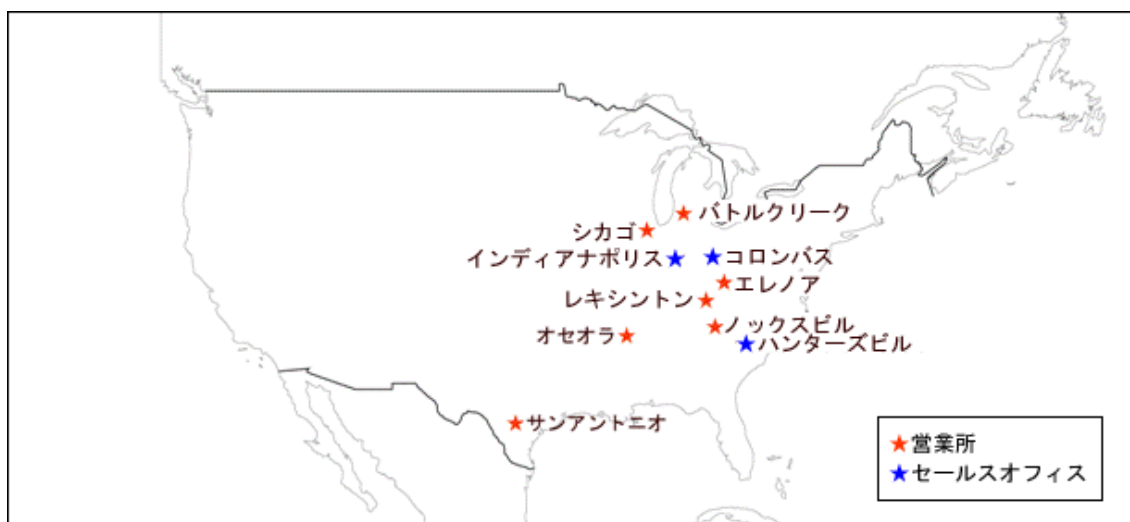 バトルクリーク
シカゴ
インディアナポリス
コロンバス
エレノア
レキシントン
ノックスビル
オセオラ
ハンターズビル
サンアントニオ
営業所
セールスオフィス